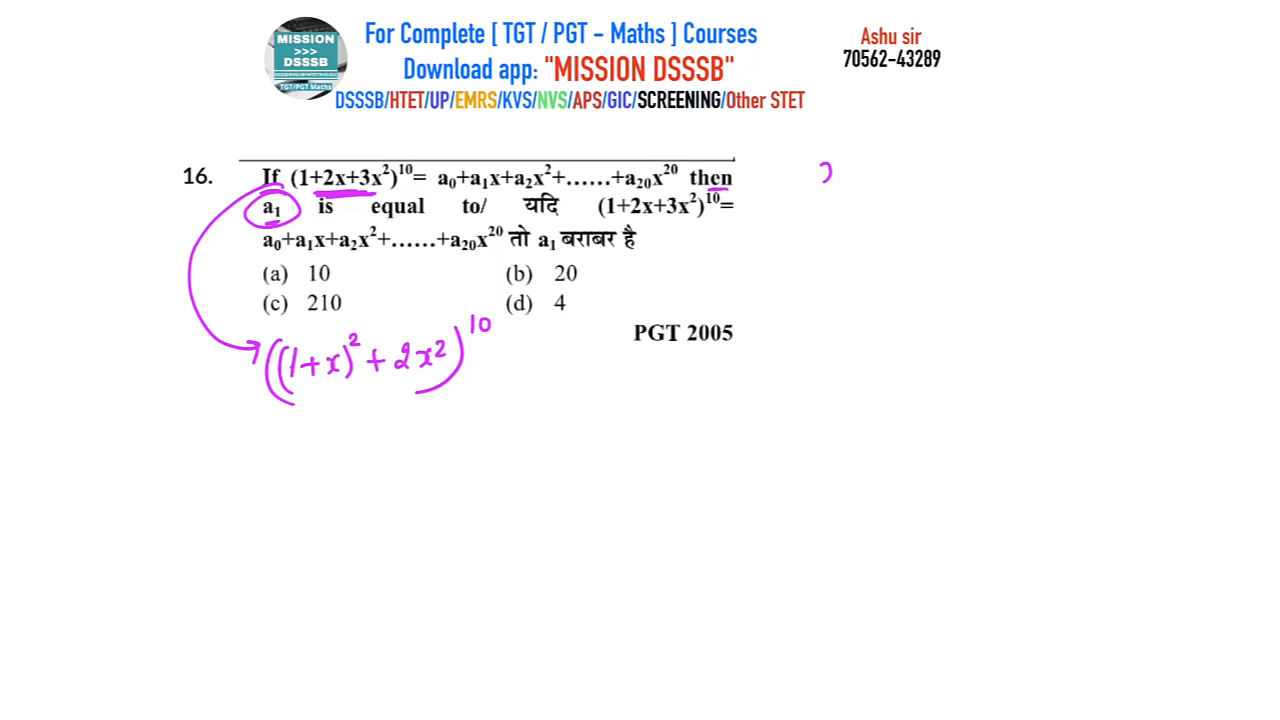 For Complete [ TGT / PGT - Maths ] Courses
Download app: "MISSION DSSSB"
DSSSB/HTET/UP/EMRS/KVS/NVS/APS/GIC/SCREENING/Other STET
Ashu sir
70562-43289
MISSION
>>>
DSSSB
TGT/PGT Maths
16. If (1+2x+3x²)¹⁰= a₀+a₁x+a₂x²+......+a₂₀x²⁰ then
a₁ is equal to/ यदि (1+2x+3x²)¹⁰=
a₀+a₁x+a₂x²+......+a₂₀x²⁰ तो a₁ बराबर है
(a) 10 (b) 20
(c) 210 (d) 4
PGT 2005
((1+x)²+2x²)¹⁰